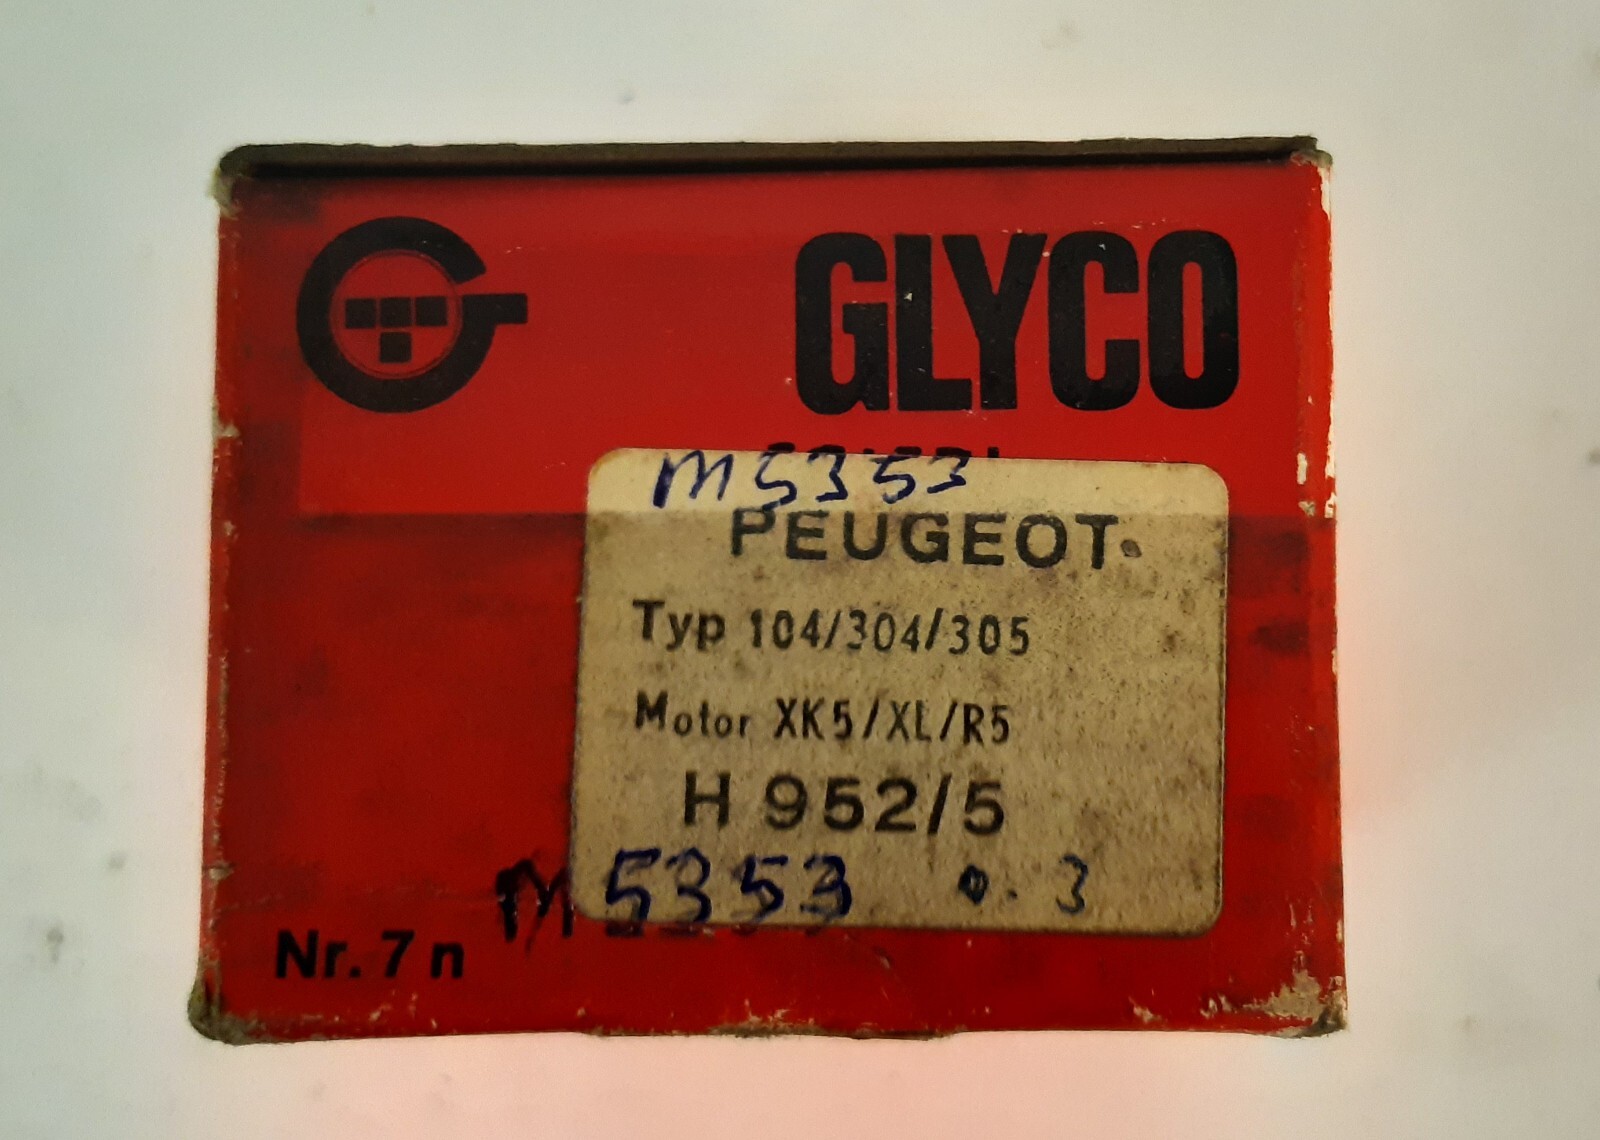 GLYCO
M5353
PEUGEOT.
Typ 104/304/305
Motor XK5/XL/R5
H 952/5
M5353 0.3
Nr. 7 n